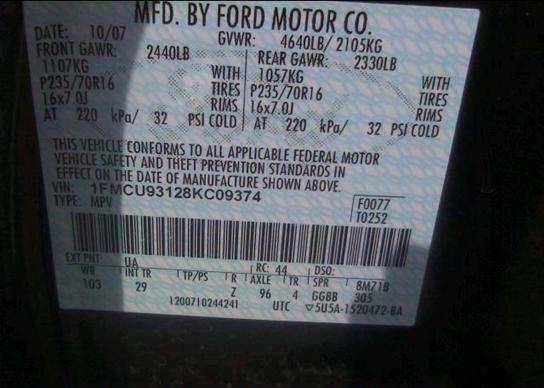 MFD. BY FORD MOTOR CO.
DATE: 10/07 GVWR: 4640LB/ 2105KG
FRONT GAWR: 2440LB REAR GAWR: 2330LB
1107KG WITH 1057KG WITH
P235/70R16 TIRES P235/70R16 TIRES
16x7.0J RIMS 16x7.0J RIMS
AT 220 kPa/ 32 PSI COLD AT 220 kPa/ 32 PSI COLD
THIS VEHICLE CONFORMS TO ALL APPLICABLE FEDERAL MOTOR
VEHICLE SAFETY AND THEFT PREVENTION STANDARDS IN
EFFECT ON THE DATE OF MANUFACTURE SHOWN ABOVE.
VIN: 1FMCU93128KC09374 F0077
TYPE: MPV T0252
EXT PNT: UA RC: 44 DSO:
WB INT TR TP/PS R AXLE TR SPR 8M71B
103 29 Z 96 4 GGBB 305
1200710244241 UTC ▽5U5A-1520472-BA